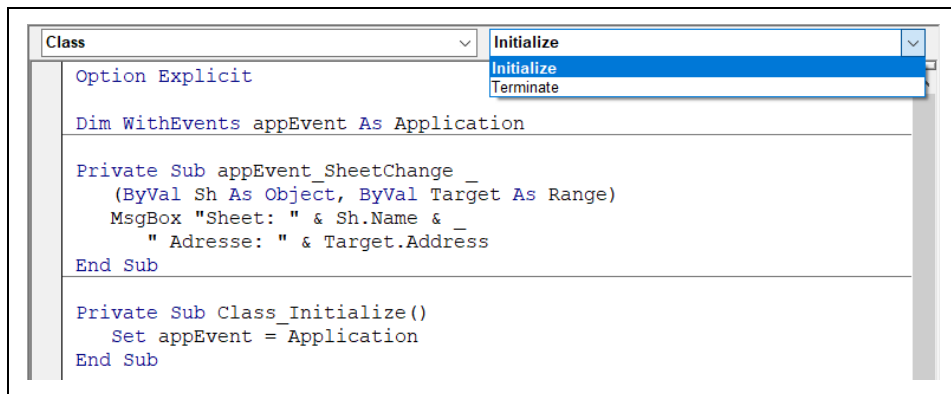 Class Initialize
Initialize
Option Explicit
Terminate
Dim WithEvents appEvent As Application
Private Sub appEvent_SheetChange _
(ByVal Sh As Object, ByVal Target As Range)
MsgBox "Sheet: " & Sh.Name & _
" Adresse: " & Target.Address
End Sub
Private Sub Class_Initialize()
Set appEvent = Application
End Sub